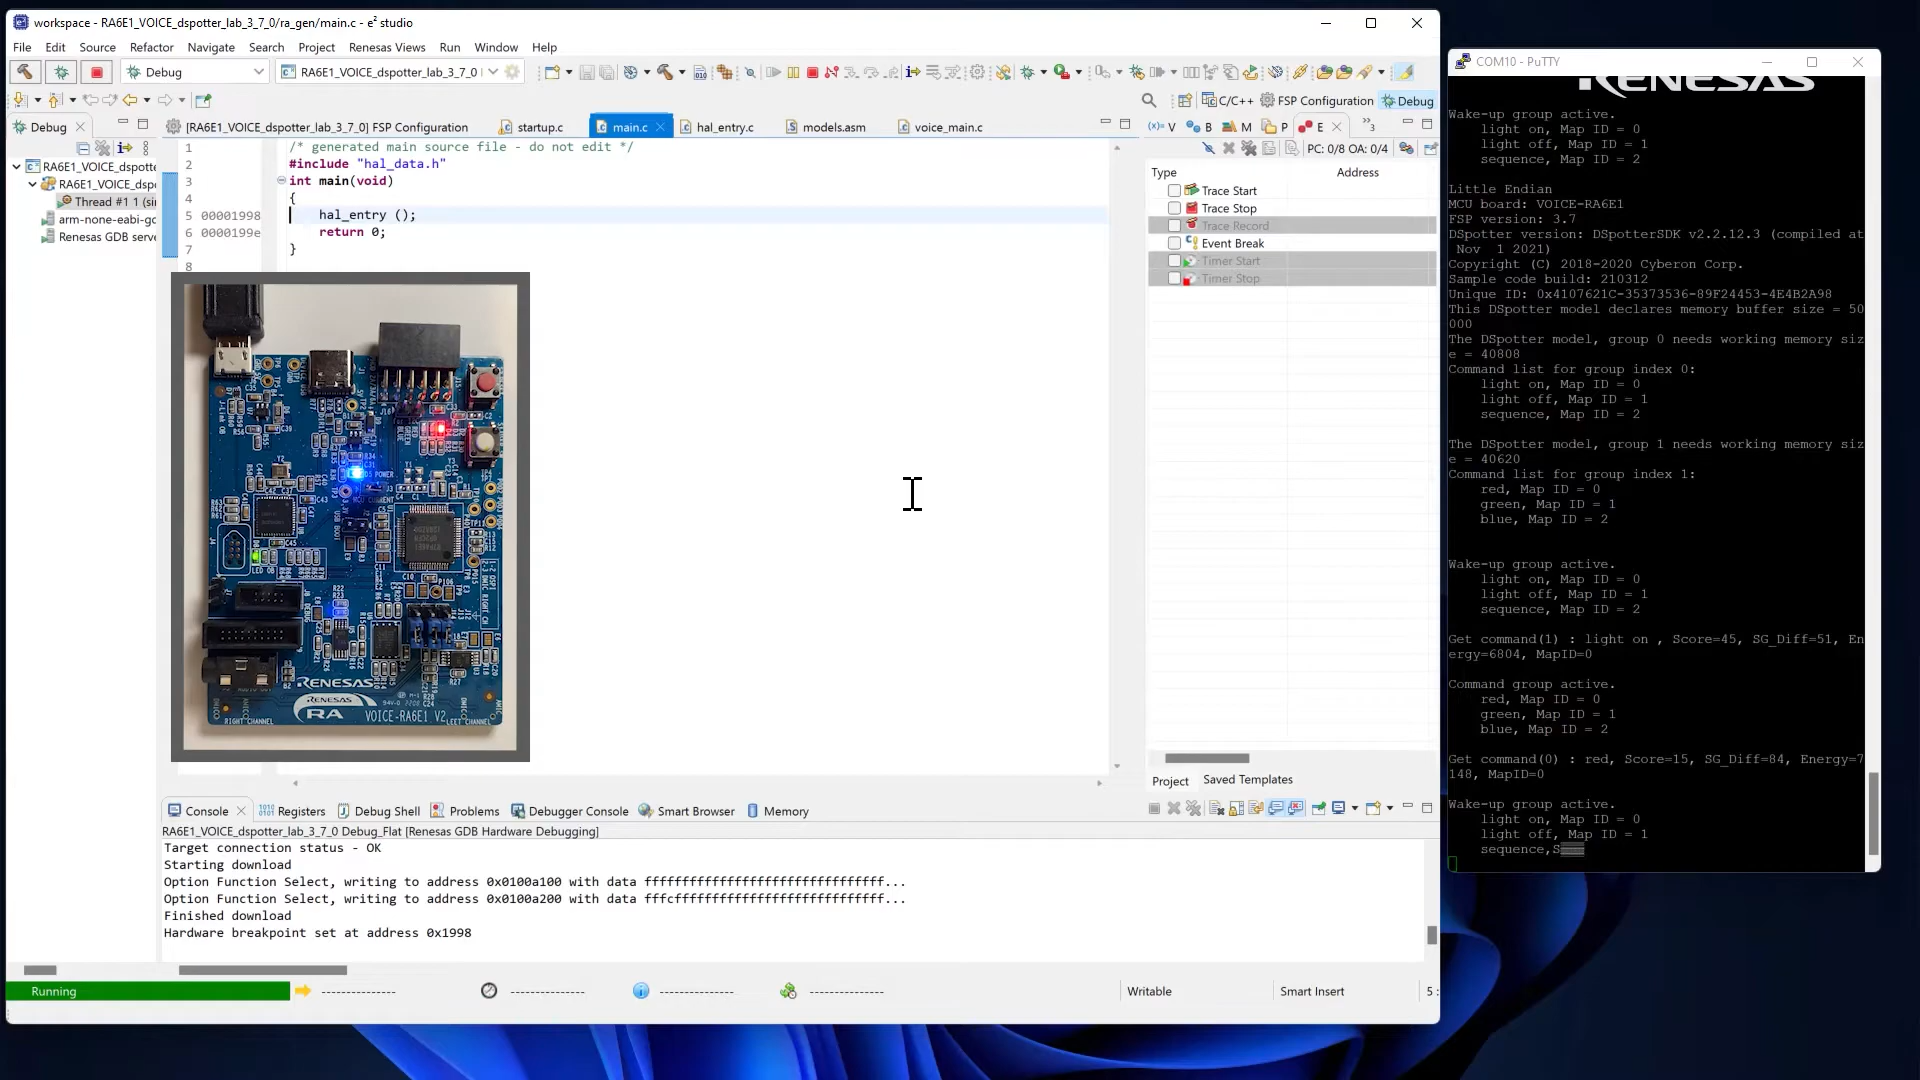 workspace - RA6E1_VOICE_dspotter_lab_3_7_0/ra_gen/main.c - e² studio
File Edit Source Refactor Navigate Search Project Renesas Views Run Window Help
Debug
RA6E1_VOICE_dspotter_lab_3_7_0
C/C++ FSP Configuration Debug
Debug
RA6E1_VOICE_dspotte
RA6E1_VOICE_dspo
Thread #1 1 (sin
arm-none-eabi-gd
Renesas GDB serve
[RA6E1_VOICE_dspotter_lab_3_7_0] FSP Configuration startup.c main.c hal_entry.c models.asm voice_main.c
1 /* generated main source file - do not edit */
2 #include "hal_data.h"
3 int main(void)
4 {
5 00001998 hal_entry ();
6 0000199e return 0;
7 }
8
RENESAS
RENESAS
RA
VOICE-RA6E1 V2
RIGHT CHANNEL
LEFT CHANNEL
V B M P E
PC: 0/8 OA: 0/4
Type Address
Trace Start
Trace Stop
Trace Record
Event Break
Timer Start
Timer Stop
Project Saved Templates
Console Registers Debug Shell Problems Debugger Console Smart Browser Memory
RA6E1_VOICE_dspotter_lab_3_7_0 Debug_Flat [Renesas GDB Hardware Debugging]
Target connection status - OK
Starting download
Option Function Select, writing to address 0x0100a100 with data ffffffffffffffffffffffffffffffff...
Option Function Select, writing to address 0x0100a200 with data fffcffffffffffffffffffffffffffff...
Finished download
Hardware breakpoint set at address 0x1998
Running
Writable Smart Insert 5 :
COM10 - PuTTY
RENESAS
Wake-up group active.
light on, Map ID = 0
light off, Map ID = 1
sequence, Map ID = 2
Little Endian
MCU board: VOICE-RA6E1
FSP version: 3.7
DSpotter version: DSpotterSDK v2.2.12.3 (compiled at
Nov  1 2021)
Copyright (C) 2018-2020 Cyberon Corp.
Sample code build: 210312
Unique ID: 0x4107621C-35373536-89F24453-4E4B2A98
This DSpotter model declares memory buffer size = 50
000
The DSpotter model, group 0 needs working memory siz
e = 40808
Command list for group index 0:
light on, Map ID = 0
light off, Map ID = 1
sequence, Map ID = 2
The DSpotter model, group 1 needs working memory siz
e = 40620
Command list for group index 1:
red, Map ID = 0
green, Map ID = 1
blue, Map ID = 2
Wake-up group active.
light on, Map ID = 0
light off, Map ID = 1
sequence, Map ID = 2
Get command(1) : light on , Score=45, SG_Diff=51, En
ergy=6804, MapID=0
Command group active.
red, Map ID = 0
green, Map ID = 1
blue, Map ID = 2
Get command(0) : red, Score=15, SG_Diff=84, Energy=7
148, MapID=0
Wake-up group active.
light on, Map ID = 0
light off, Map ID = 1
sequence,S